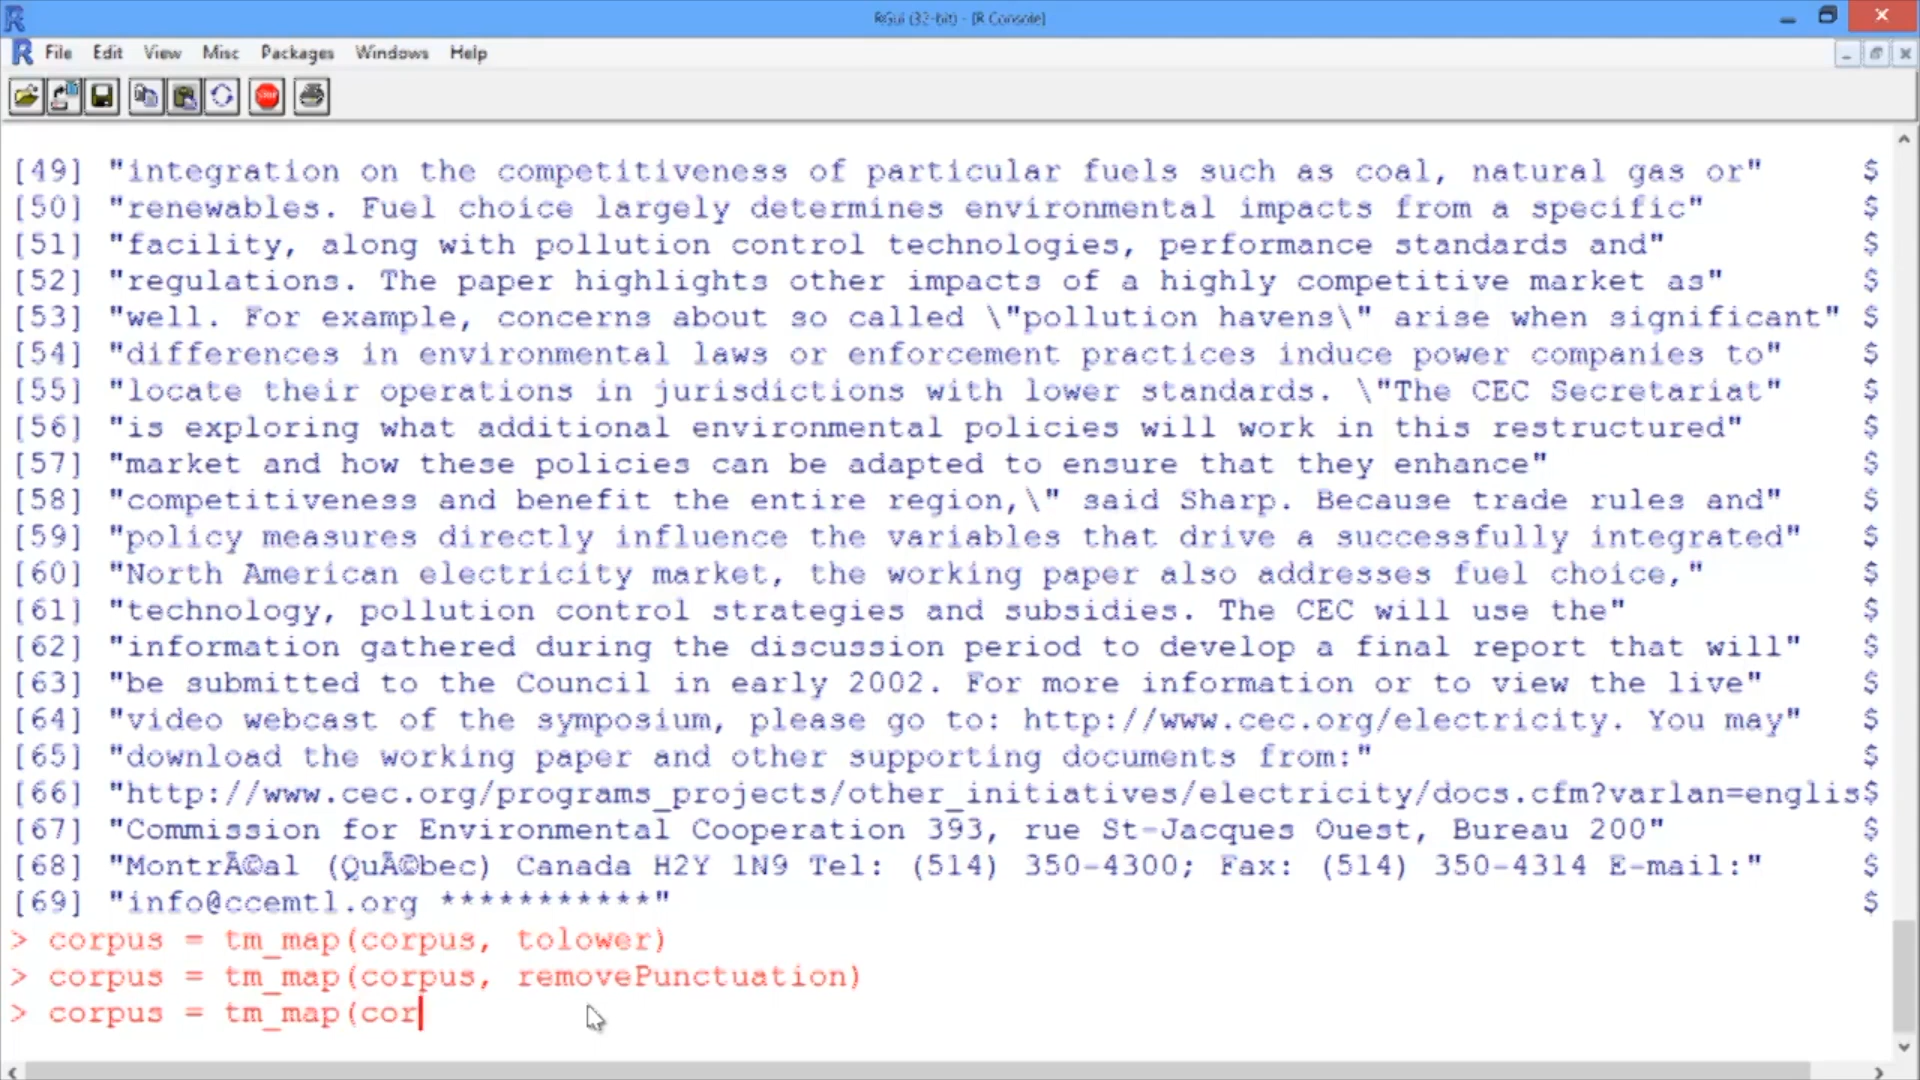 RGui (32-bit) - [R Console]
File Edit View Misc Packages Windows Help
STOP
[49] "integration on the competitiveness of particular fuels such as coal, natural gas or" $
[50] "renewables. Fuel choice largely determines environmental impacts from a specific" $
[51] "facility, along with pollution control technologies, performance standards and" $
[52] "regulations. The paper highlights other impacts of a highly competitive market as" $
[53] "well. For example, concerns about so called \"pollution havens\" arise when significant" $
[54] "differences in environmental laws or enforcement practices induce power companies to" $
[55] "locate their operations in jurisdictions with lower standards. \"The CEC Secretariat" $
[56] "is exploring what additional environmental policies will work in this restructured" $
[57] "market and how these policies can be adapted to ensure that they enhance" $
[58] "competitiveness and benefit the entire region,\" said Sharp. Because trade rules and" $
[59] "policy measures directly influence the variables that drive a successfully integrated" $
[60] "North American electricity market, the working paper also addresses fuel choice," $
[61] "technology, pollution control strategies and subsidies. The CEC will use the" $
[62] "information gathered during the discussion period to develop a final report that will" $
[63] "be submitted to the Council in early 2002. For more information or to view the live" $
[64] "video webcast of the symposium, please go to: http://www.cec.org/electricity. You may" $
[65] "download the working paper and other supporting documents from:" $
[66] "http://www.cec.org/programs_projects/other_initiatives/electricity/docs.cfm?varlan=englis$
[67] "Commission for Environmental Cooperation 393, rue St-Jacques Ouest, Bureau 200" $
[68] "MontrÃ©al (QuÃ©bec) Canada H2Y 1N9 Tel: (514) 350-4300; Fax: (514) 350-4314 E-mail:" $
[69] "info@ccemtl.org ***********" $
> corpus = tm_map(corpus, tolower)
> corpus = tm_map(corpus, removePunctuation)
> corpus = tm_map(cor